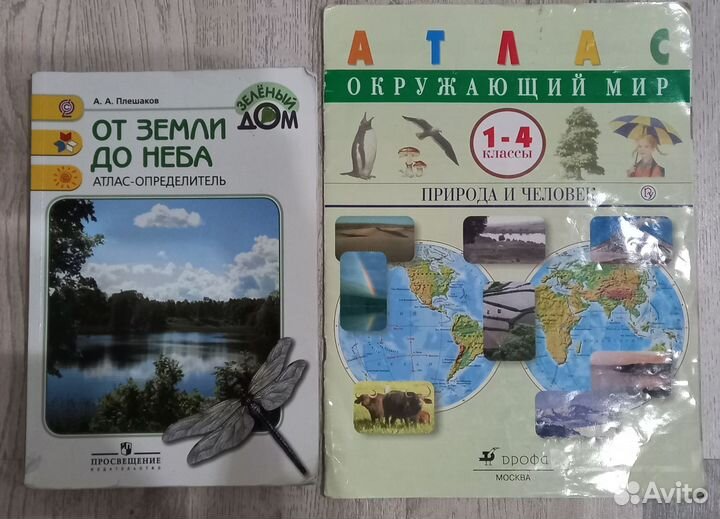 А. А. Плешаков
ЗЕЛЁНЫЙ
ДОМ
ОТ ЗЕМЛИ
ДО НЕБА
АТЛАС-ОПРЕДЕЛИТЕЛЬ
ПРОСВЕЩЕНИЕ
ИЗДАТЕЛЬСТВО
АТЛАС
ОКРУЖАЮЩИЙ МИР
1-4
КЛАССЫ
ПРИРОДА И ЧЕЛОВЕК
дрофа
МОСКВА
Avito